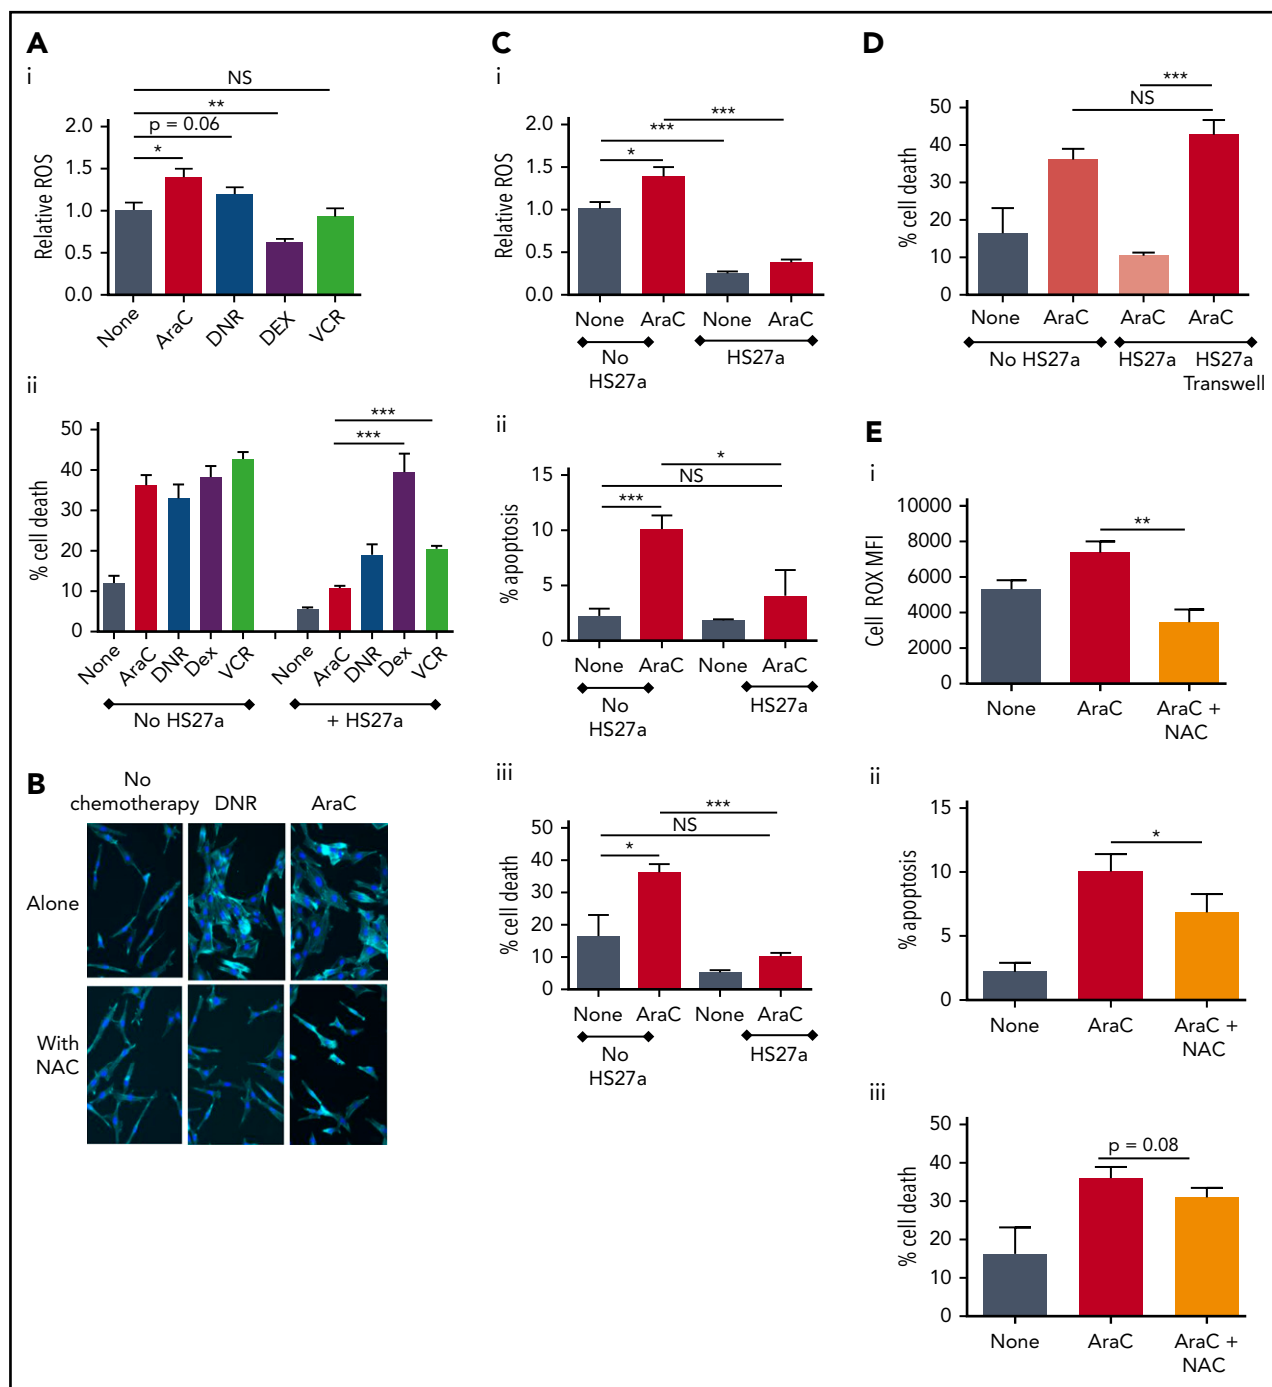 A
i
NS
**
p = 0.06
*
Relative ROS
2.0
1.5
1.0
0.5
0.0
None
AraC
DNR
DEX
VCR
ii
% cell death
50
40
30
20
10
0
***
***
None
AraC
DNR
Dex
VCR
None
AraC
DNR
Dex
VCR
No HS27a
+ HS27a
B
No
chemotherapy
DNR
AraC
Alone
With
NAC
C
i
***
***
*
Relative ROS
2.0
1.5
1.0
0.5
0.0
None
AraC
None
AraC
No
HS27a
HS27a
ii
*
NS
***
% apoptosis
15
10
5
0
None
AraC
None
AraC
No
HS27a
HS27a
iii
***
NS
*
% cell death
50
40
30
20
10
0
None
AraC
None
AraC
No
HS27a
HS27a
D
***
NS
% cell death
50
40
30
20
10
0
None
AraC
AraC
AraC
No HS27a
HS27a
HS27a
Transwell
E
i
**
Cell ROX MFI
10000
8000
6000
4000
2000
0
None
AraC
AraC +
NAC
ii
*
% apoptosis
15
10
5
0
None
AraC
AraC +
NAC
iii
p = 0.08
% cell death
50
40
30
20
10
0
None
AraC
AraC +
NAC